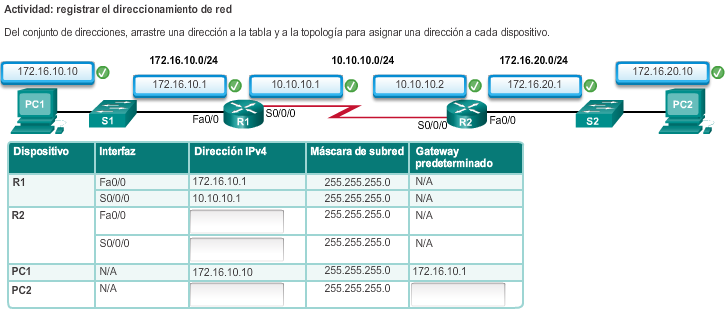 Actividad: registrar el direccionamiento de red
Del conjunto de direcciones, arrastre una dirección a la tabla y a la topología para asignar una dirección a cada dispositivo.
172.16.10.0/24 10.10.10.0/24 172.16.20.0/24
172.16.10.10 172.16.10.1 10.10.10.1 10.10.10.2 172.16.20.1 172.16.20.10
PC1 S1 Fa0/0 R1 S0/0/0 S0/0/0 R2 Fa0/0 S2 PC2
Dispositivo Interfaz Dirección IPv4 Máscara de subred Gateway
predeterminado
R1 Fa0/0 172.16.10.1 255.255.255.0 N/A
S0/0/0 10.10.10.1 255.255.255.0 N/A
R2 Fa0/0 255.255.255.0 N/A
S0/0/0 255.255.255.0 N/A
PC1 N/A 172.16.10.10 255.255.255.0 172.16.10.1
PC2 N/A 255.255.255.0